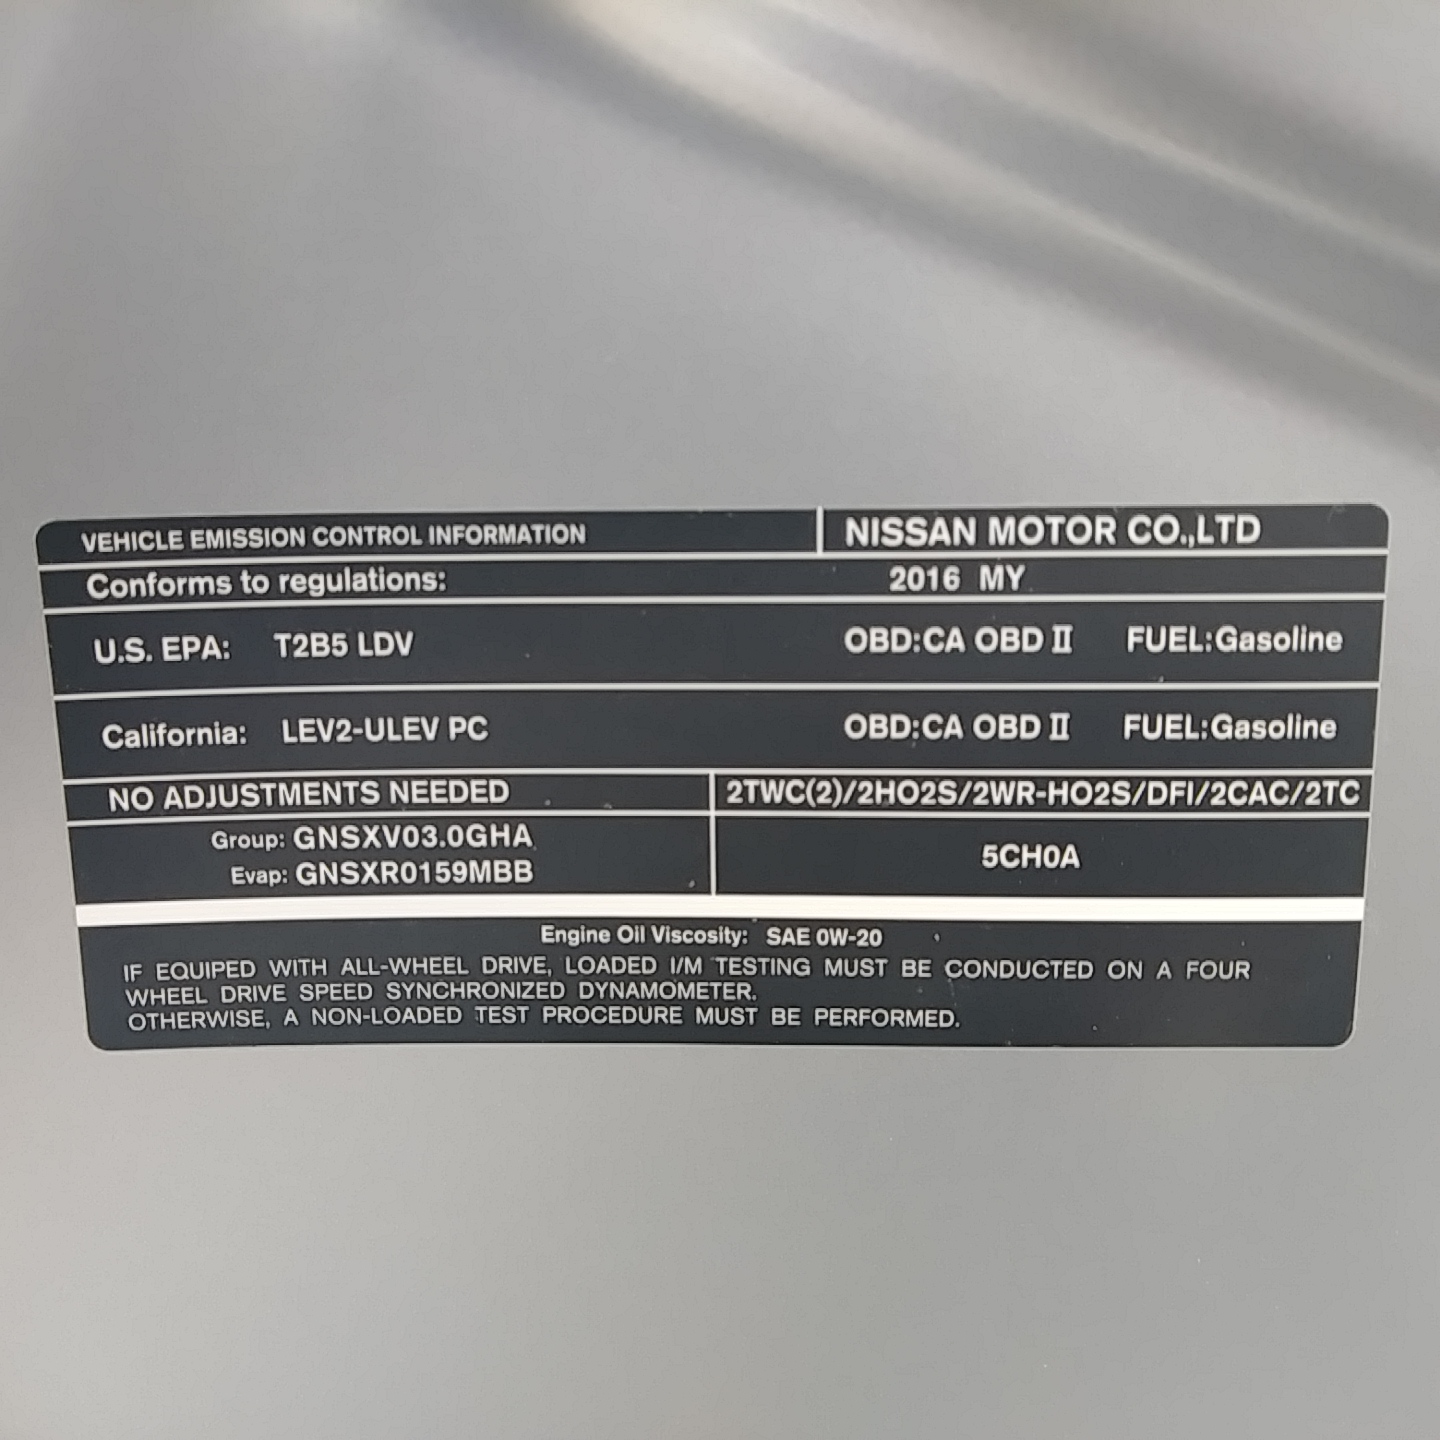 VEHICLE EMISSION CONTROL INFORMATION NISSAN MOTOR CO.,LTD
Conforms to regulations: 2016 MY
U.S. EPA: T2B5 LDV OBD:CA OBD II FUEL:Gasoline
California: LEV2-ULEV PC OBD:CA OBD II FUEL:Gasoline
NO ADJUSTMENTS NEEDED 2TWC(2)/2HO2S/2WR-HO2S/DFI/2CAC/2TC
Group: GNSXV03.0GHA
Evap: GNSXR0159MBB
5CH0A
Engine Oil Viscosity: SAE 0W-20
IF EQUIPED WITH ALL-WHEEL DRIVE, LOADED I/M TESTING MUST BE CONDUCTED ON A FOUR
WHEEL DRIVE SPEED SYNCHRONIZED DYNAMOMETER.
OTHERWISE, A NON-LOADED TEST PROCEDURE MUST BE PERFORMED.